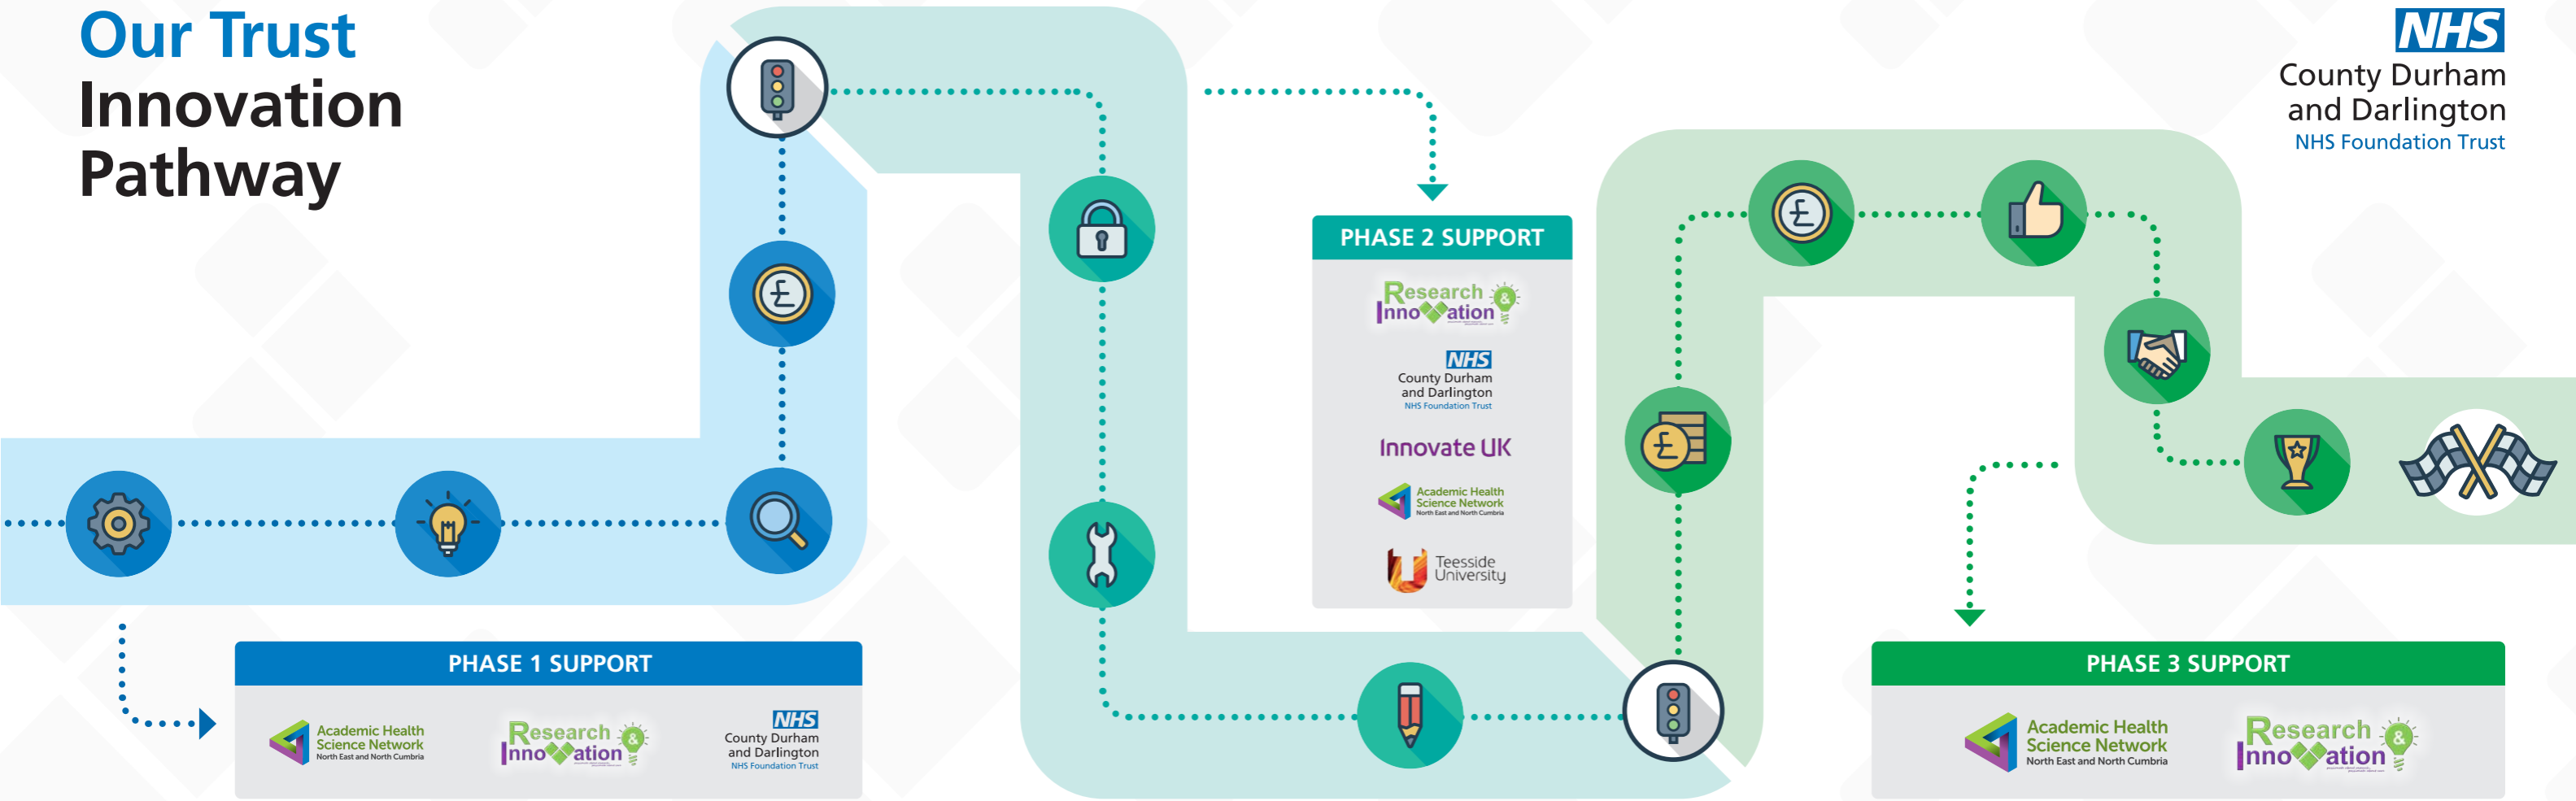 Our Trust
Innovation
Pathway
NHS
County Durham
and Darlington
NHS Foundation Trust
PHASE 1 SUPPORT
Academic Health
Science Network
North East and North Cumbria
Research &
Innovation
NHS
County Durham
and Darlington
NHS Foundation Trust
PHASE 2 SUPPORT
Research &
Innovation
NHS
County Durham
and Darlington
NHS Foundation Trust
Innovate UK
Academic Health
Science Network
North East and North Cumbria
Teesside
University
PHASE 3 SUPPORT
Academic Health
Science Network
North East and North Cumbria
Research &
Innovation